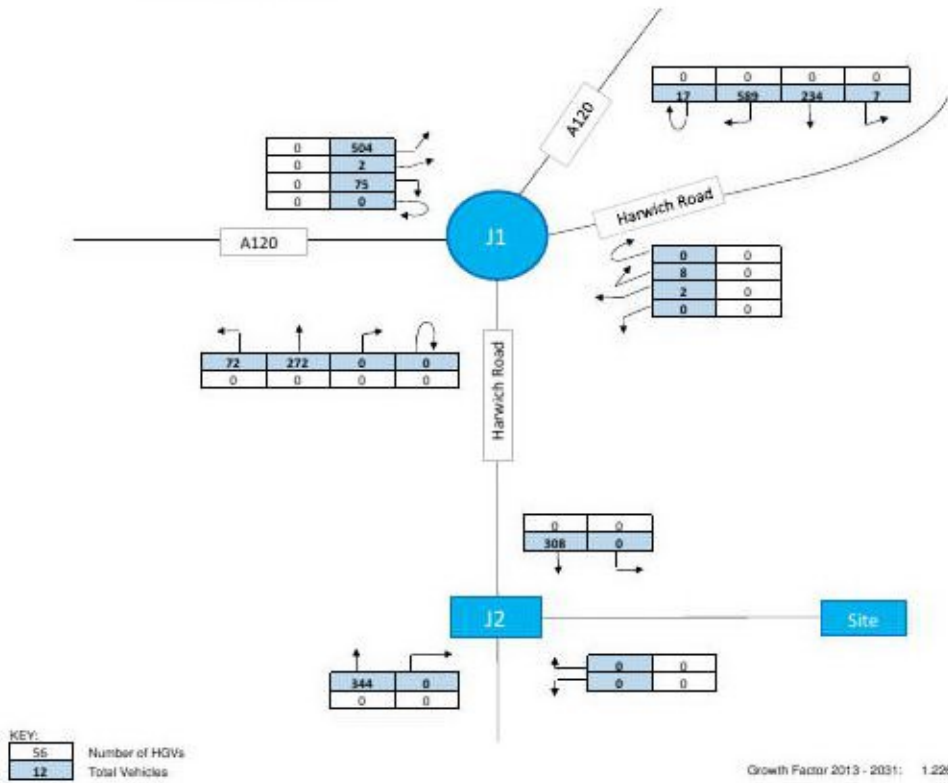 0 0 0 0
17 589 234 7
A120
0 504
0 2
0 75
0 0
J1
Harwich Road
A120
0 0
8 0
2 0
0 0
72 272 0 0
0 0 0 0
Harwich Road
0 0
308 0
J2
Site
344 0
0 0
0 0
0 0
KEY:
56 Number of HGVs
12 Total Vehicles
Growth Factor 2013 - 2031: